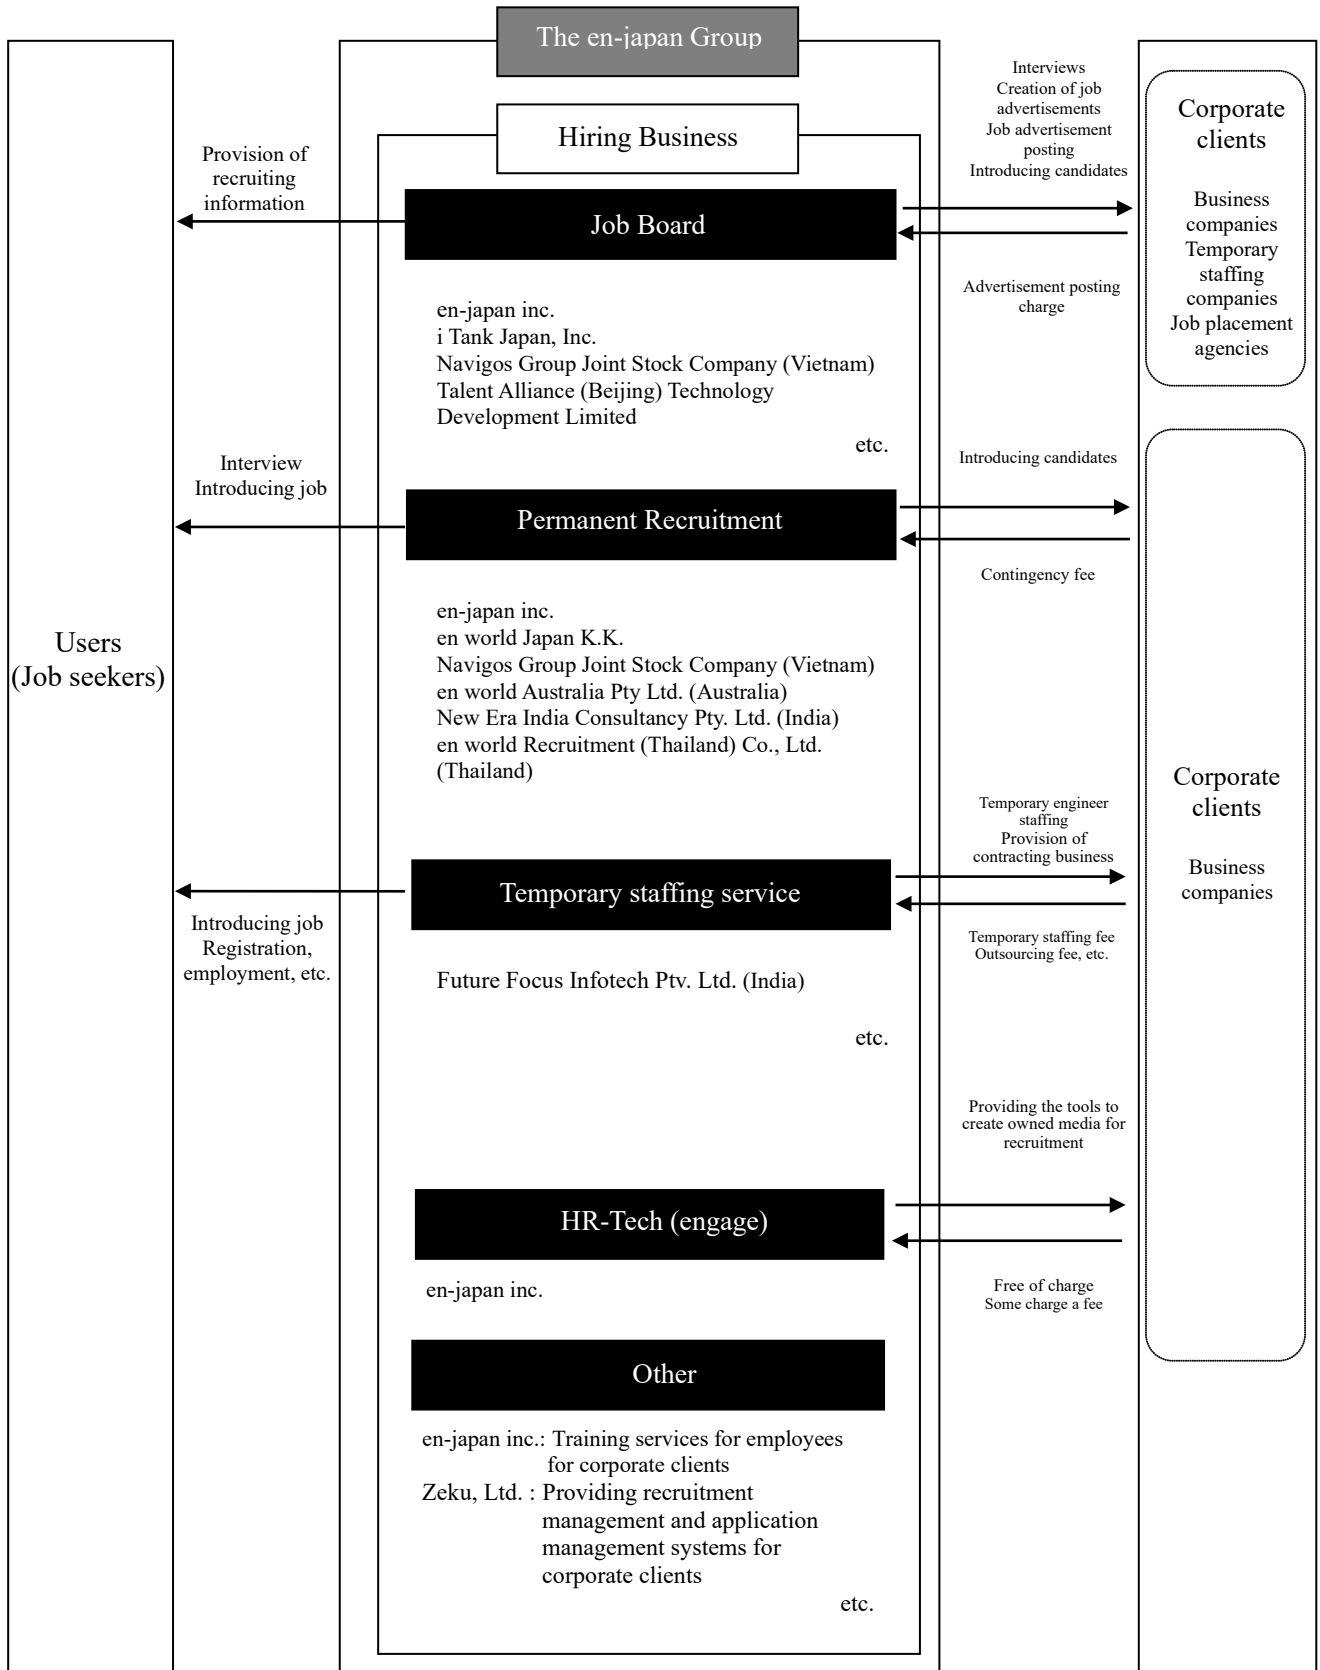 The en-japan Group
Hiring Business
Users
(Job seekers)
Provision of
recruiting
information
Job Board
Interviews
Creation of job
advertisements
Job advertisement
posting
Introducing candidates
Advertisement posting
charge
Corporate
clients
Business
companies
Temporary
staffing
companies
Job placement
agencies
en-japan inc.
i Tank Japan, Inc.
Navigos Group Joint Stock Company (Vietnam)
Talent Alliance (Beijing) Technology
Development Limited
etc.
Interview
Introducing job
Permanent Recruitment
Introducing candidates
Contingency fee
en-japan inc.
en world Japan K.K.
Navigos Group Joint Stock Company (Vietnam)
en world Australia Pty Ltd. (Australia)
New Era India Consultancy Pty. Ltd. (India)
en world Recruitment (Thailand) Co., Ltd.
(Thailand)
Corporate
clients
Business
companies
Temporary engineer
staffing
Provision of
contracting business
Temporary staffing service
Introducing job
Registration,
employment, etc.
Temporary staffing fee
Outsourcing fee, etc.
Future Focus Infotech Ptv. Ltd. (India)
etc.
Providing the tools to
create owned media for
recruitment
HR-Tech (engage)
Free of charge
Some charge a fee
en-japan inc.
Other
en-japan inc.: Training services for employees
for corporate clients
Zeku, Ltd. : Providing recruitment
management and application
management systems for
corporate clients
etc.